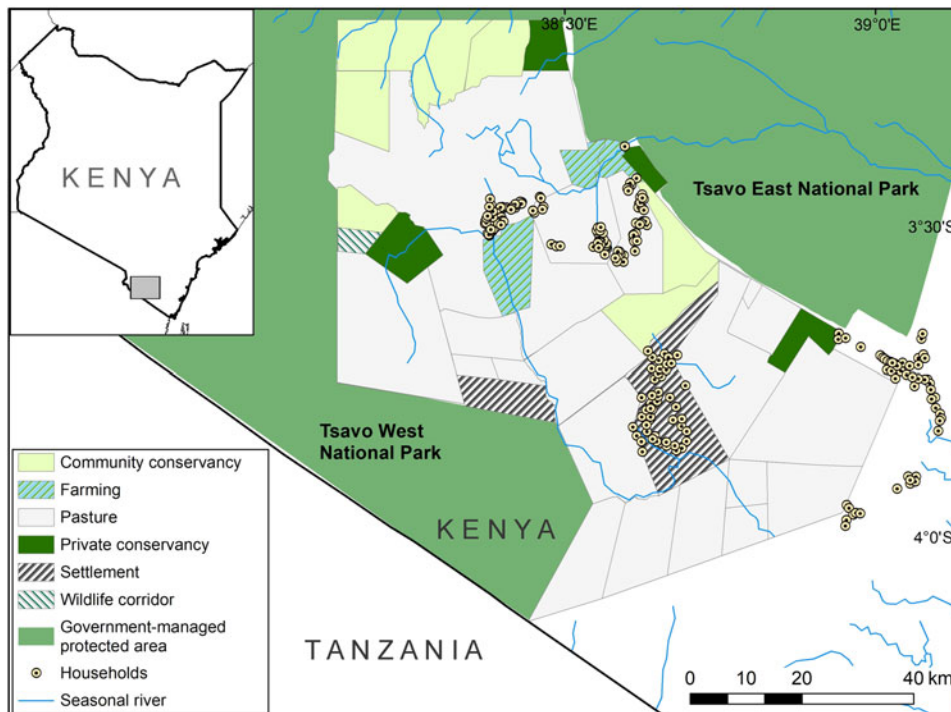 38°30'E
39°0'E
KENYA
Tsavo East National Park
3°30'S
Tsavo West
National Park
Community conservancy
Farming
Pasture
Private conservancy
Settlement
Wildlife corridor
Government-managed
protected area
Households
Seasonal river
KENYA
4°0'S
TANZANIA
0 10 20 40 km